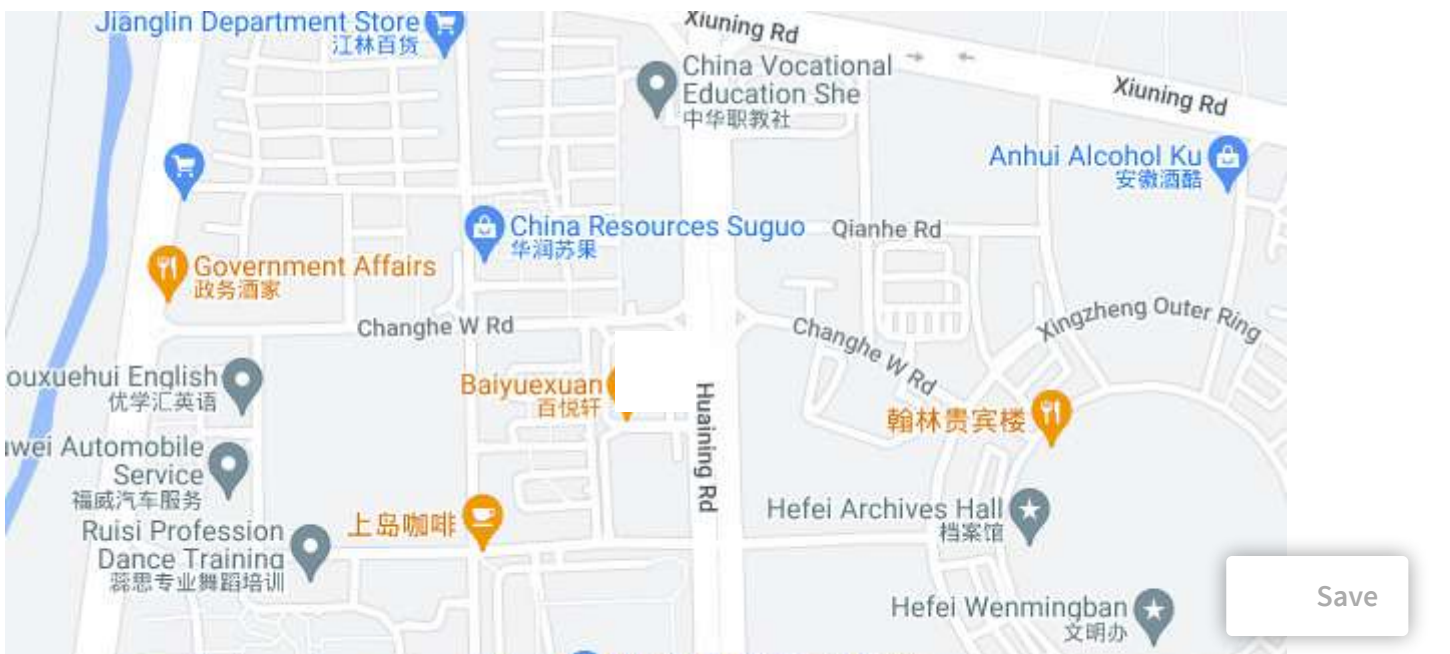 Jianglin Department Store
江林百货
Xiuning Rd
China Vocational
Education She
中华职教社
Xiuning Rd
Anhui Alcohol Ku
安徽酒酷
China Resources Suguo
华润苏果
Qianhe Rd
Government Affairs
政务酒家
Changhe W Rd
Xingzheng Outer Ring
Changhe W Rd
ouxuehui English
优学汇英语
Baiyuexuan
百悦轩
Huaining Rd
翰林贵宾楼
wei Automobile
Service
福威汽车服务
上岛咖啡
Hefei Archives Hall
档案馆
Ruisi Profession
Dance Training
蕊思专业舞蹈培训
Hefei Wenmingban
文明办
Save